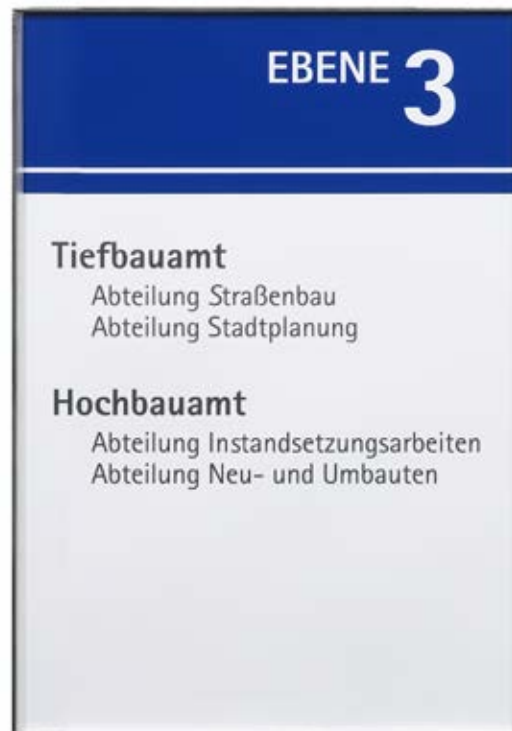 EBENE 3
Tiefbauamt
Abteilung Straßenbau
Abteilung Stadtplanung
Hochbauamt
Abteilung Instandsetzungsarbeiten
Abteilung Neu- und Umbauten